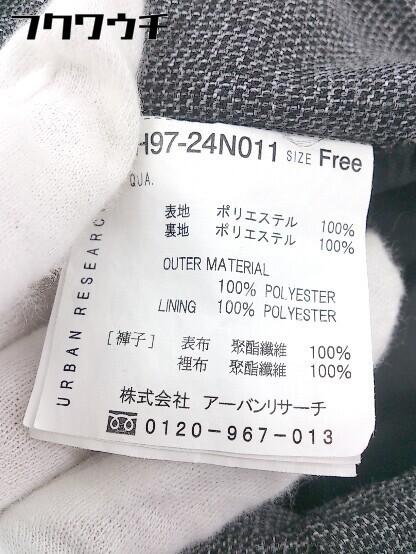 フクワウチ
H97-24N011 SIZE Free
QUA.
表地 ポリエステル 100%
裏地 ポリエステル 100%
OUTER MATERIAL
100% POLYESTER
LINING 100% POLYESTER
[褲子] 表布 聚酯纖維 100%
裡布 聚酯纖維 100%
株式会社 アーバンリサーチ
0120-967-013
URBAN RESEARC